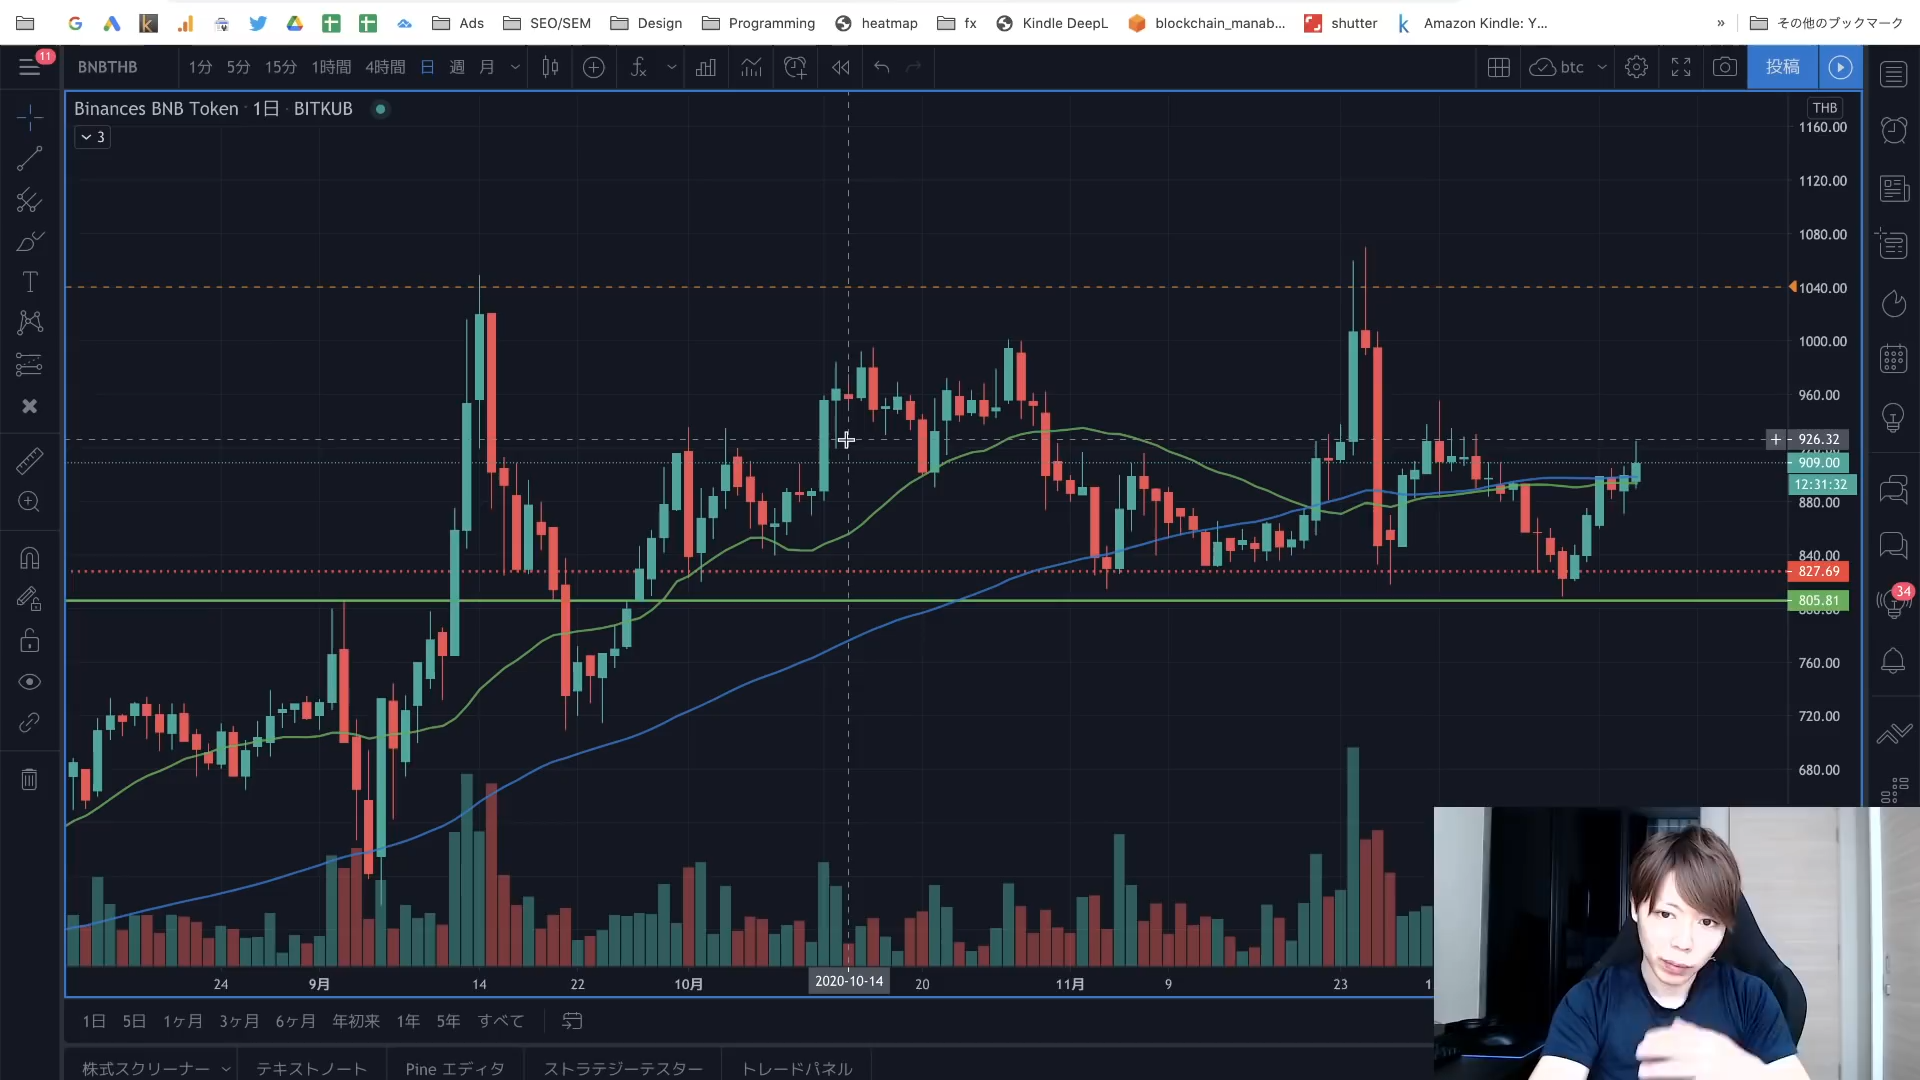 Ads SEO/SEM Design Programming heatmap fx Kindle DeepL blockchain_manab... shutter Amazon Kindle: Y... » その他のブックマーク
11
BNBTHB 1分 5分 15分 1時間 4時間 日 週 月 btc 投稿
Binances BNB Token · 1日 · BITKUB
3
THB
1160.00
1120.00
1080.00
1040.00
1000.00
960.00
926.32
909.00
12:31:32
880.00
840.00
827.69
805.81
760.00
720.00
680.00
34
24 9月 14 22 10月 2020-10-14 20 11月 9 23
1日 5日 1ヶ月 3ヶ月 6ヶ月 年初来 1年 5年 すべて
株式スクリーナー テキストノート Pine エディタ ストラテジーテスター トレードパネル